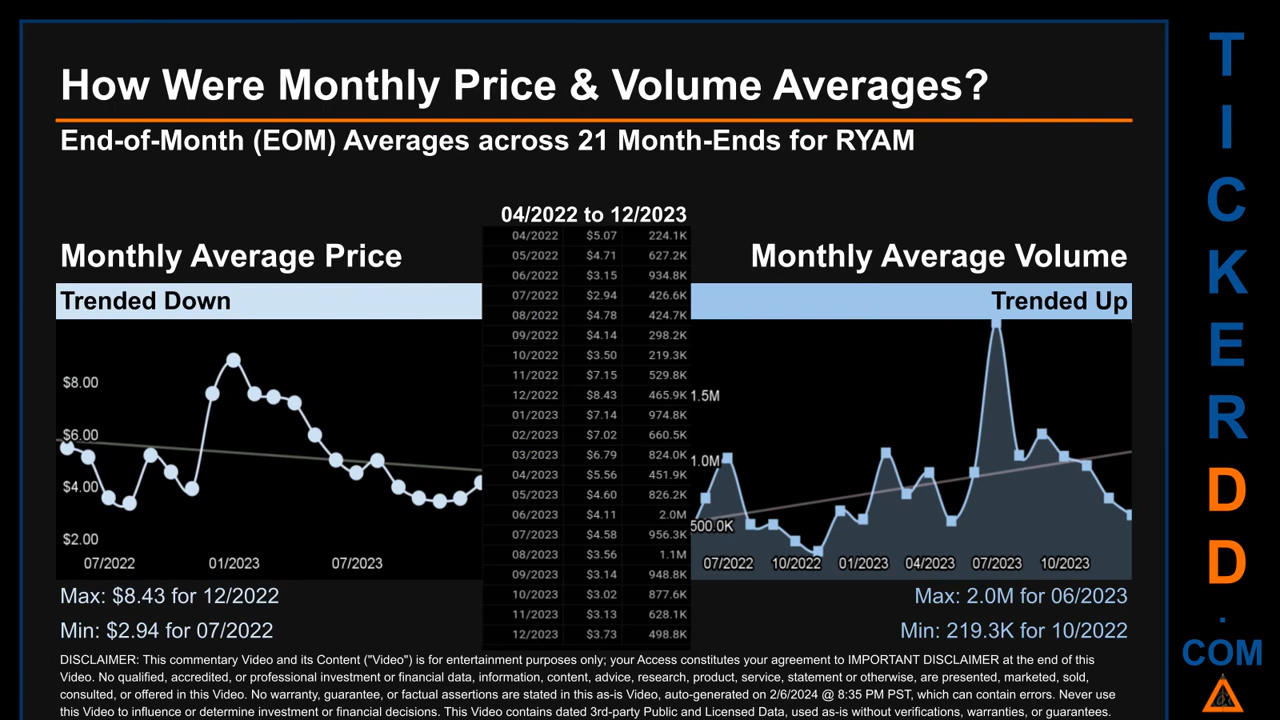 How Were Monthly Price & Volume Averages?
End-of-Month (EOM) Averages across 21 Month-Ends for RYAM
04/2022 to 12/2023
04/2022 $5.07 224.1K
05/2022 $4.71 627.2K
06/2022 $3.15 934.8K
07/2022 $2.94 426.6K
08/2022 $4.78 424.7K
09/2022 $4.14 298.2K
10/2022 $3.50 219.3K
11/2022 $7.15 529.8K
12/2022 $8.43 465.9K
01/2023 $7.14 974.8K
02/2023 $7.02 660.5K
03/2023 $6.79 824.0K
04/2023 $5.56 451.9K
05/2023 $4.60 826.2K
06/2023 $4.11 2.0M
07/2023 $4.58 956.3K
08/2023 $3.56 1.1M
09/2023 $3.14 948.8K
10/2023 $3.02 877.6K
11/2023 $3.13 628.1K
12/2023 $3.73 498.8K
Monthly Average Price
Trended Down
$8.00
$6.00
$4.00
$2.00
07/2022 01/2023 07/2023
Max: $8.43 for 12/2022
Min: $2.94 for 07/2022
Monthly Average Volume
Trended Up
1.5M
1.0M
500.0K
07/2022 10/2022 01/2023 04/2023 07/2023 10/2023
Max: 2.0M for 06/2023
Min: 219.3K for 10/2022
DISCLAIMER: This commentary Video and its Content ("Video") is for entertainment purposes only; your Access constitutes your agreement to IMPORTANT DISCLAIMER at the end of this
Video. No qualified, accredited, or professional investment or financial data, information, content, advice, research, product, service, statement or otherwise, are presented, marketed, sold,
consulted, or offered in this Video. No warranty, guarantee, or factual assertions are stated in this as-is Video, auto-generated on 2/6/2024 @ 8:35 PM PST, which can contain errors. Never use
this Video to influence or determine investment or financial decisions. This Video contains dated 3rd-party Public and Licensed Data, used as-is without verifications, warranties, or guarantees.
T
I
C
K
E
R
D
D
.
COM